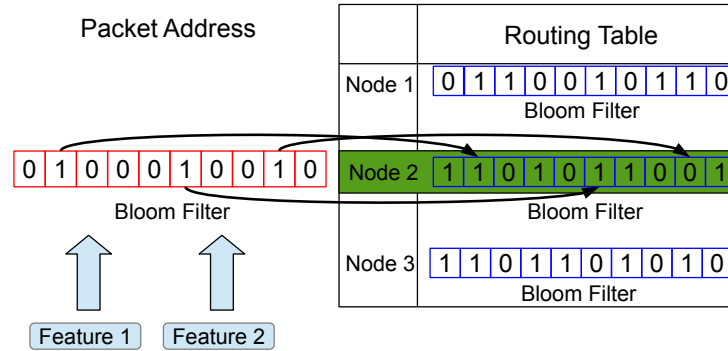 Packet Address
Routing Table
Node 1
0 1 1 0 0 1 0 1 1 0
Bloom Filter
0 1 0 0 0 1 0 0 1 0
Bloom Filter
Node 2
1 1 0 1 0 1 1 0 0 1
Bloom Filter
Node 3
1 1 0 1 1 0 1 0 1 0
Bloom Filter
Feature 1
Feature 2